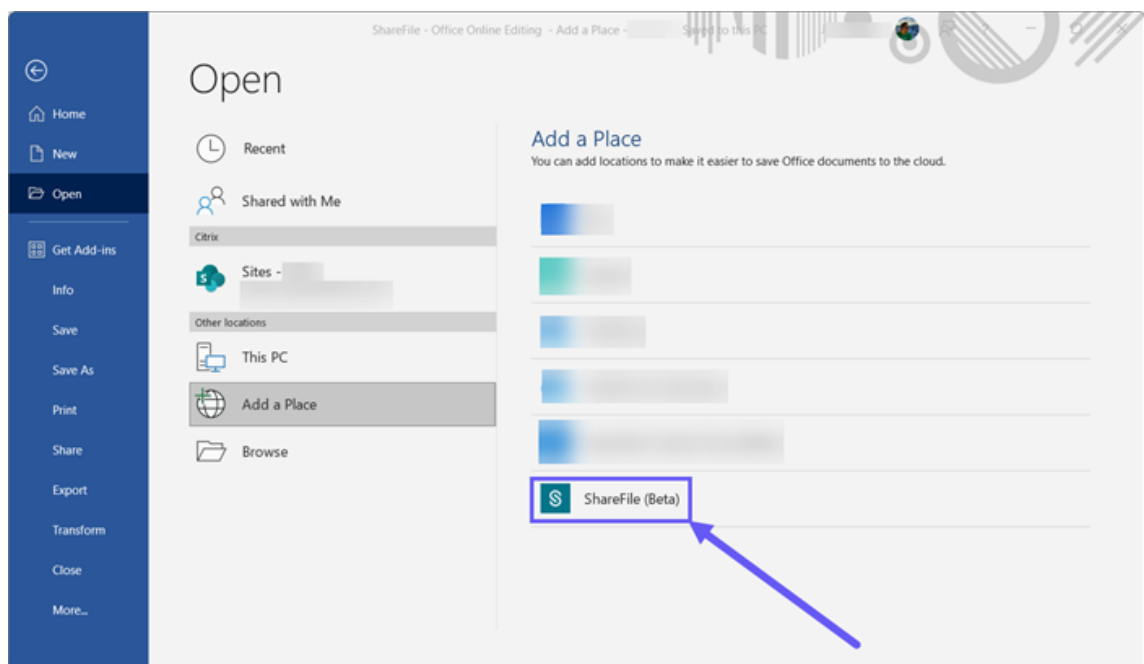 ShareFile - Office Online Editing - Add a Place - Saved to this PC
Open
Home
New
Open
Get Add-ins
Info
Save
Save As
Print
Share
Export
Transform
Close
More...
Recent
Shared with Me
Citrix
Sites -
Other locations
This PC
Add a Place
Browse
Add a Place
You can add locations to make it easier to save Office documents to the cloud.
ShareFile (Beta)